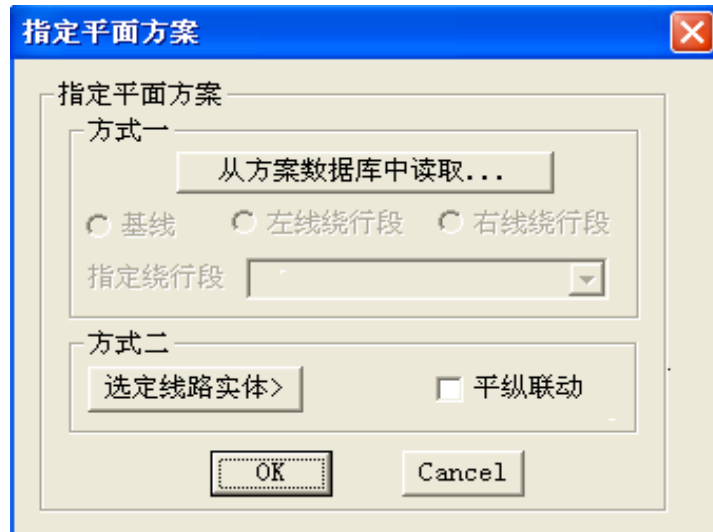 指定平面方案
指定平面方案
方式一
从方案数据库中读取...
基线 左线绕行段 右线绕行段
指定绕行段
方式二
选定线路实体> 平纵联动
OK Cancel